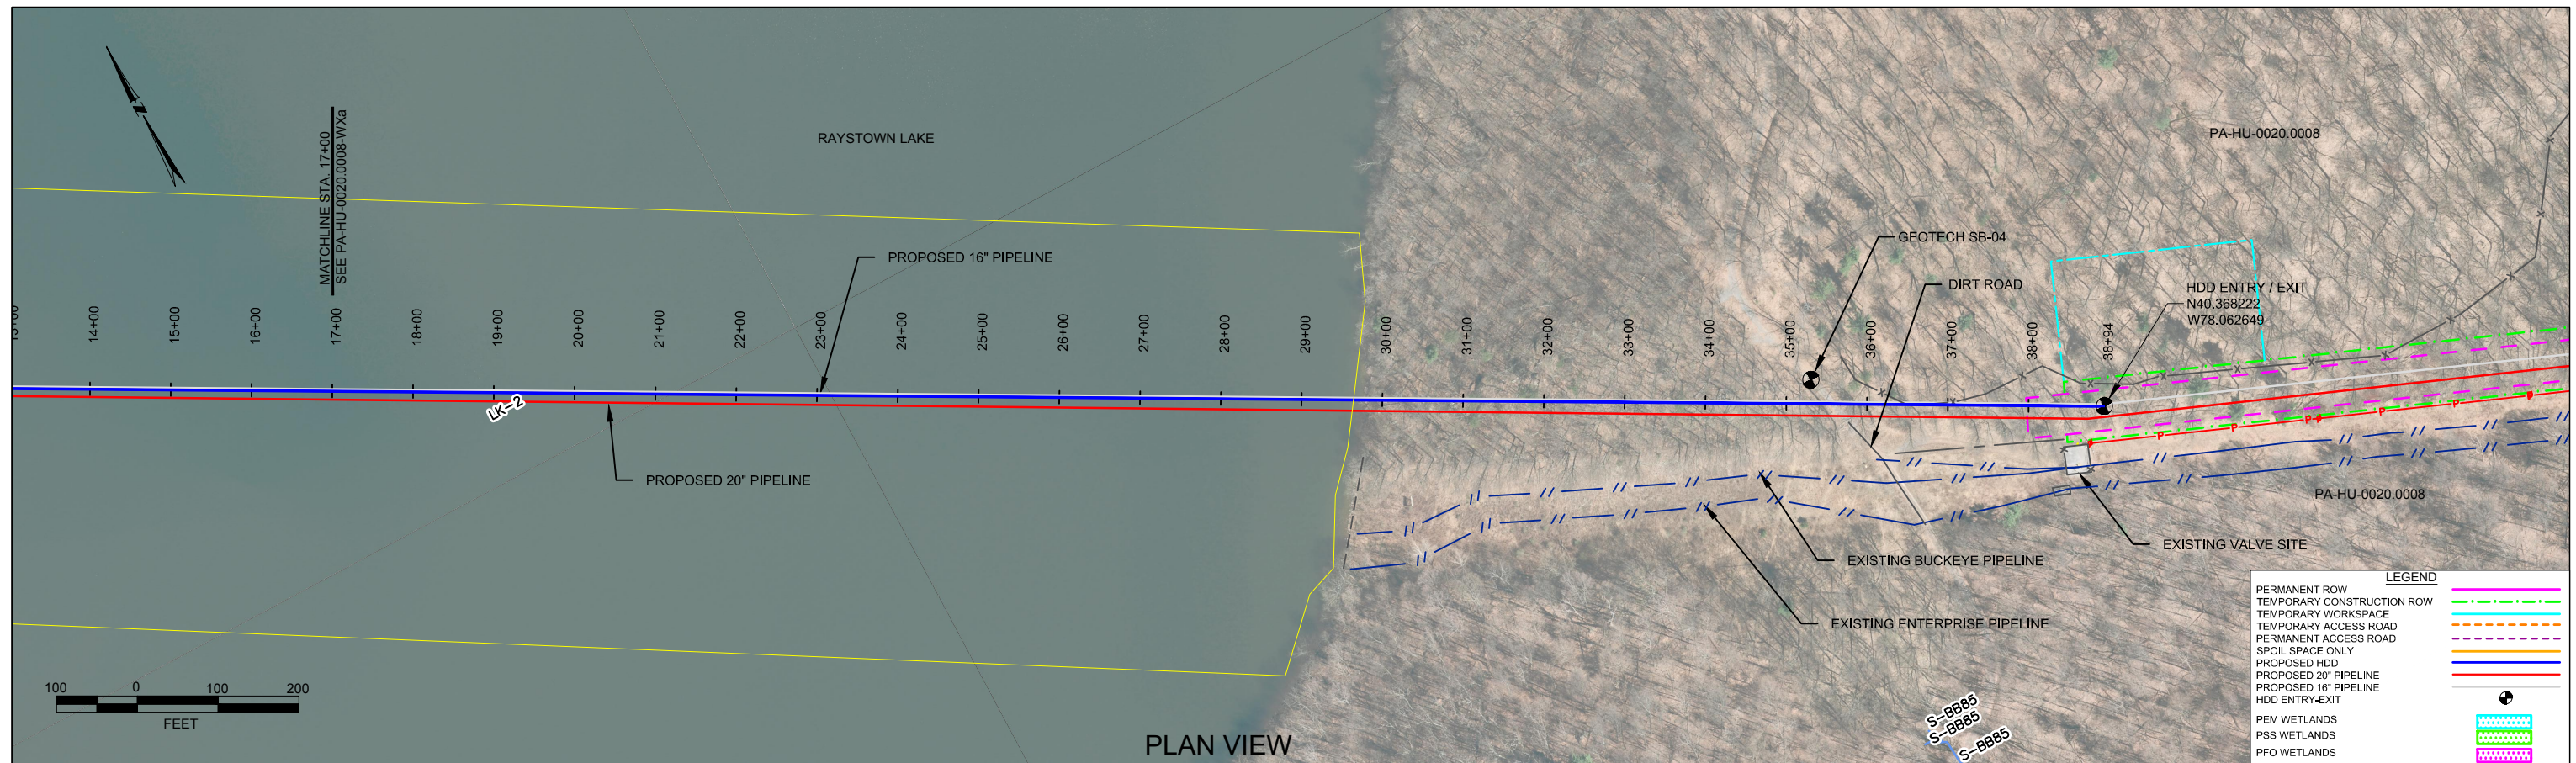 RAYSTOWN LAKE
PA-HU-0020.0008
MATCHLINE STA. 17+00
SEE PA-HU-0020.0008-WXa
PROPOSED 16" PIPELINE
GEOTECH SB-04
DIRT ROAD
HDD ENTRY / EXIT
N40.368222
W78.062649
14+00
15+00
16+00
17+00
18+00
19+00
20+00
21+00
22+00
23+00
24+00
25+00
26+00
27+00
28+00
29+00
30+00
31+00
32+00
33+00
34+00
35+00
36+00
37+00
38+00
38+94
LK-2
PROPOSED 20" PIPELINE
P P P P P
PA-HU-0020.0008
EXISTING VALVE SITE
EXISTING BUCKEYE PIPELINE
EXISTING ENTERPRISE PIPELINE
100 0 100 200
FEET
PLAN VIEW
S-BB85
S-BB85
S-BB85
LEGEND
PERMANENT ROW
TEMPORARY CONSTRUCTION ROW
TEMPORARY WORKSPACE
TEMPORARY ACCESS ROAD
PERMANENT ACCESS ROAD
SPOIL SPACE ONLY
PROPOSED HDD
PROPOSED 20" PIPELINE
PROPOSED 16" PIPELINE
HDD ENTRY-EXIT
PEM WETLANDS
PSS WETLANDS
PFO WETLANDS